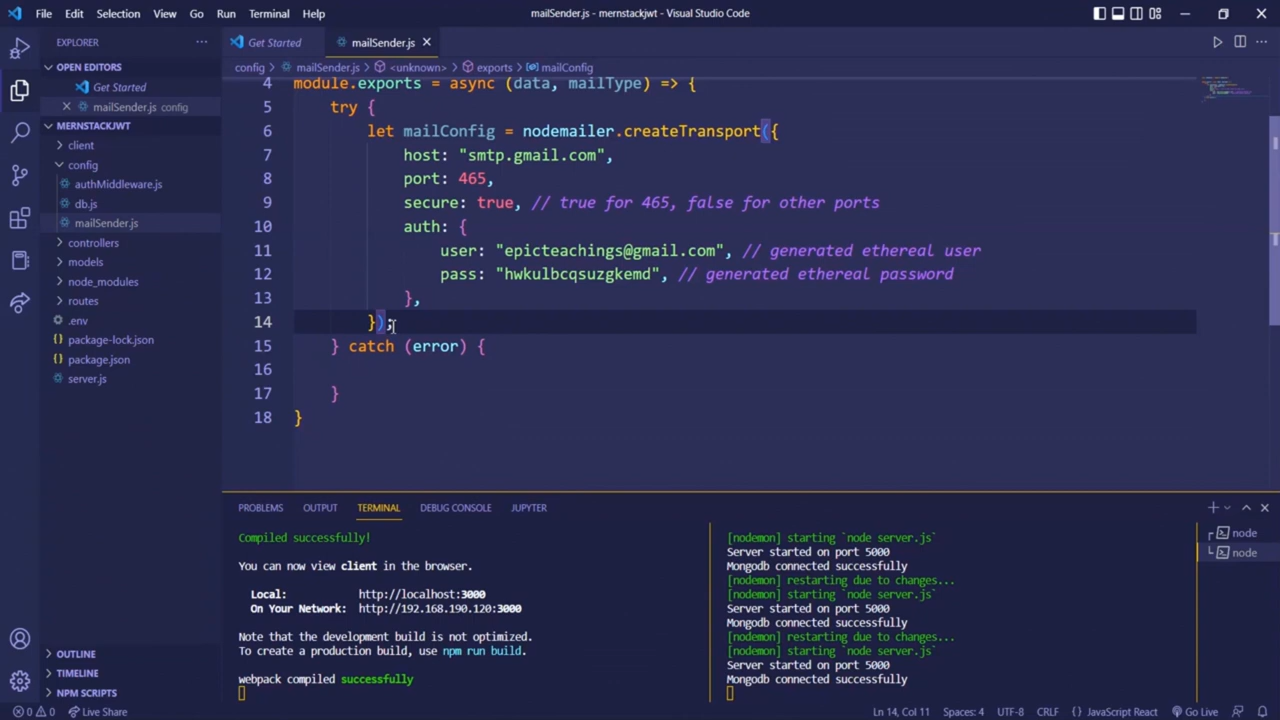 File Edit Selection View Go Run Terminal Help
mailSender.js - mernstackjwt - Visual Studio Code
EXPLORER
OPEN EDITORS
Get Started
mailSender.js config
MERNSTACKJWT
client
config
authMiddleware.js
db.js
mailSender.js
controllers
models
node_modules
routes
.env
package-lock.json
package.json
server.js
OUTLINE
TIMELINE
NPM SCRIPTS
Get Started
mailSender.js
config > mailSender.js > <unknown> > exports > mailConfig
4 module.exports = async (data, mailType) => {
5 try {
6 let mailConfig = nodemailer.createTransport({
7 host: "smtp.gmail.com",
8 port: 465,
9 secure: true, // true for 465, false for other ports
10 auth: {
11 user: "epicteachings@gmail.com", // generated ethereal user
12 pass: "hwkulbcqsuzgkemd", // generated ethereal password
13 },
14 });
15 } catch (error) {
16
17 }
18 }
PROBLEMS OUTPUT TERMINAL DEBUG CONSOLE JUPYTER
Compiled successfully!
You can now view client in the browser.
Local: http://localhost:3000
On Your Network: http://192.168.190.120:3000
Note that the development build is not optimized.
To create a production build, use npm run build.
webpack compiled successfully
[nodemon] starting `node server.js`
Server started on port 5000
Mongodb connected successfully
[nodemon] restarting due to changes...
[nodemon] starting `node server.js`
Server started on port 5000
Mongodb connected successfully
[nodemon] restarting due to changes...
[nodemon] starting `node server.js`
Server started on port 5000
Mongodb connected successfully
node
node
0 0 Live Share
Ln 14, Col 11 Spaces: 4 UTF-8 CRLF {} JavaScript React Go Live